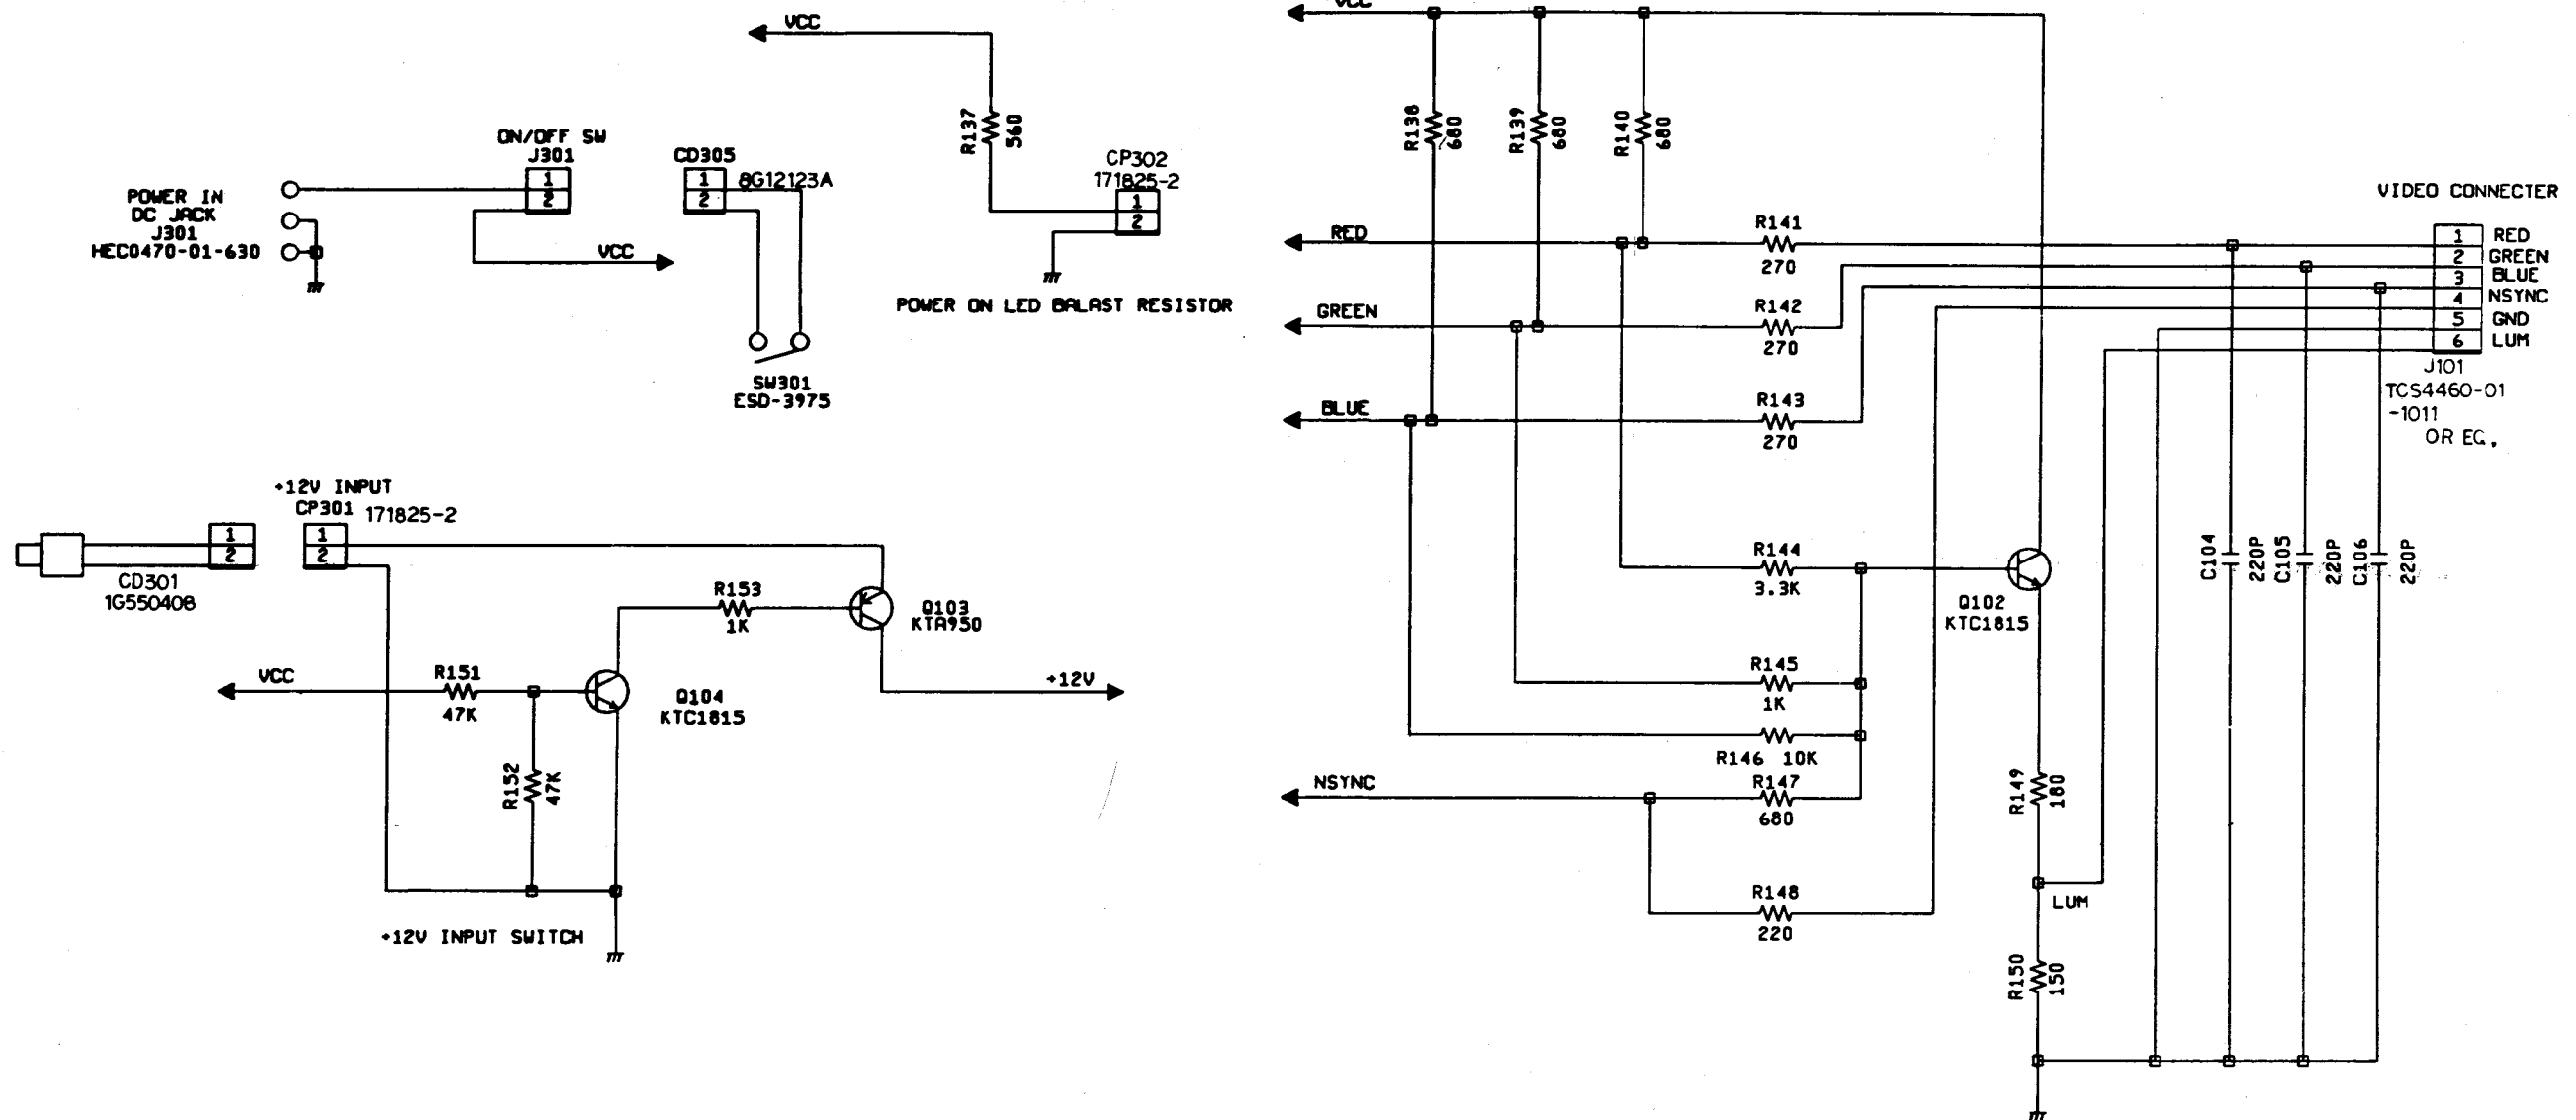 VCC
R137
560
ON/OFF SW
J301
1
2
CD305
1
2
8G12123A
CP302
171825-2
1
2
POWER IN
DC JACK
J301
HEC0470-01-630
VCC
POWER ON LED BALAST RESISTOR
SW301
ESD-3975
+12V INPUT
CP301
171825-2
1
2
1
2
CD301
1G550408
R153
1K
Q103
KTA950
VCC
R151
47K
Q104
KTC1815
+12V
R152
47K
+12V INPUT SWITCH
VCC
R138
680
R139
680
R140
680
VIDEO CONNECTER
RED
R141
270
1 RED
2 GREEN
3 BLUE
4 NSYNC
5 GND
6 LUM
J101
TCS4460-01
-1011
OR EQ.
GREEN
R142
270
BLUE
R143
270
R144
3.3K
Q102
KTC1815
C104
220P
C105
220P
C106
220P
R145
1K
R146 10K
NSYNC
R147
680
R149
180
R148
220
LUM
R150
150